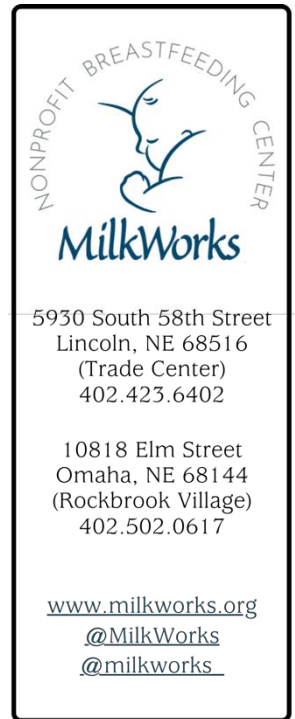 NONPROFIT BREASTFEEDING CENTER
MilkWorks
5930 South 58th Street
Lincoln, NE 68516
(Trade Center)
402.423.6402
10818 Elm Street
Omaha, NE 68144
(Rockbrook Village)
402.502.0617
www.milkworks.org
@MilkWorks
@milkworks_